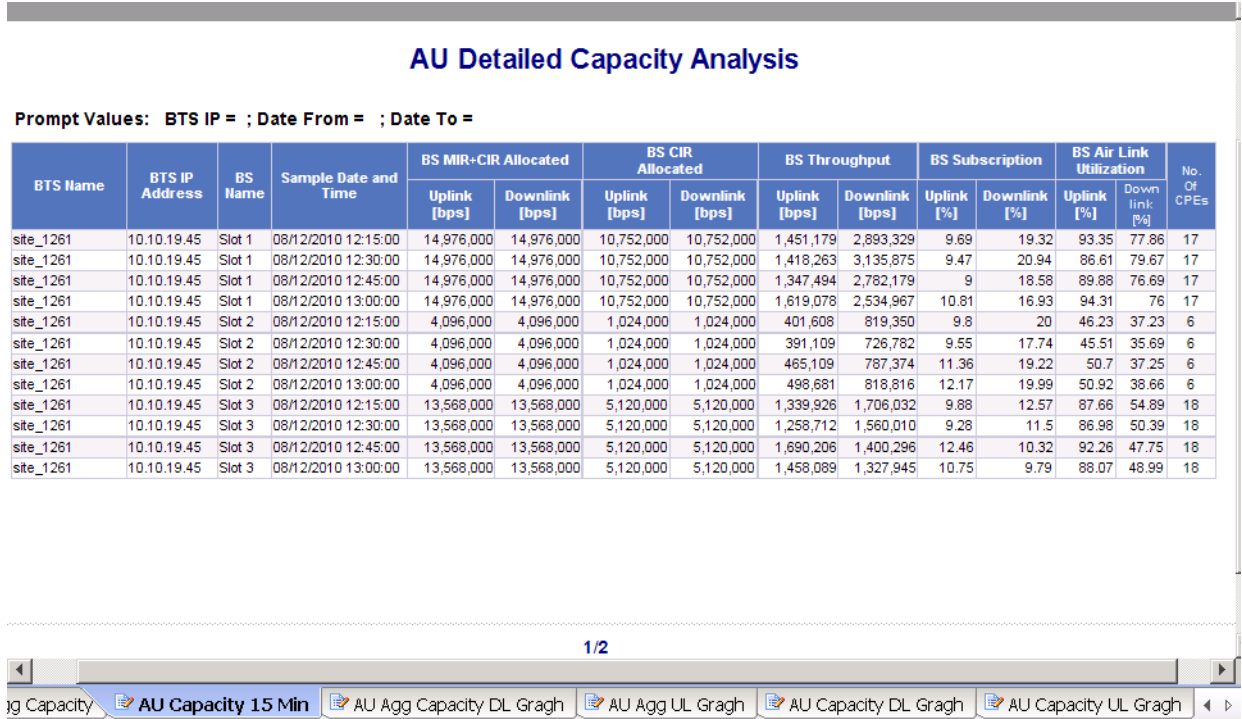 AU Detailed Capacity Analysis
Prompt Values: BTS IP = ; Date From = ; Date To =
BTS Name BTS IP Address BS Name Sample Date and Time BS MIR+CIR Allocated BS CIR Allocated BS Throughput BS Subscription BS Air Link Utilization No. Of CPEs
Uplink [bps] Downlink [bps] Uplink [bps] Downlink [bps] Uplink [bps] Downlink [bps] Uplink [%] Downlink [%] Uplink [%] Down link [%]
site_1261 10.10.19.45 Slot 1 08/12/2010 12:15:00 14,976,000 14,976,000 10,752,000 10,752,000 1,451,179 2,893,329 9.69 19.32 93.35 77.86 17
site_1261 10.10.19.45 Slot 1 08/12/2010 12:30:00 14,976,000 14,976,000 10,752,000 10,752,000 1,418,263 3,135,875 9.47 20.94 86.61 79.67 17
site_1261 10.10.19.45 Slot 1 08/12/2010 12:45:00 14,976,000 14,976,000 10,752,000 10,752,000 1,347,494 2,782,179 9 18.58 89.88 76.69 17
site_1261 10.10.19.45 Slot 1 08/12/2010 13:00:00 14,976,000 14,976,000 10,752,000 10,752,000 1,619,078 2,534,967 10.81 16.93 94.31 76 17
site_1261 10.10.19.45 Slot 2 08/12/2010 12:15:00 4,096,000 4,096,000 1,024,000 1,024,000 401,608 819,350 9.8 20 46.23 37.23 6
site_1261 10.10.19.45 Slot 2 08/12/2010 12:30:00 4,096,000 4,096,000 1,024,000 1,024,000 391,109 726,782 9.55 17.74 45.51 35.69 6
site_1261 10.10.19.45 Slot 2 08/12/2010 12:45:00 4,096,000 4,096,000 1,024,000 1,024,000 465,109 787,374 11.36 19.22 50.7 37.25 6
site_1261 10.10.19.45 Slot 2 08/12/2010 13:00:00 4,096,000 4,096,000 1,024,000 1,024,000 498,681 818,816 12.17 19.99 50.92 38.66 6
site_1261 10.10.19.45 Slot 3 08/12/2010 12:15:00 13,568,000 13,568,000 5,120,000 5,120,000 1,339,926 1,706,032 9.88 12.57 87.66 54.89 18
site_1261 10.10.19.45 Slot 3 08/12/2010 12:30:00 13,568,000 13,568,000 5,120,000 5,120,000 1,258,712 1,560,010 9.28 11.5 86.98 50.39 18
site_1261 10.10.19.45 Slot 3 08/12/2010 12:45:00 13,568,000 13,568,000 5,120,000 5,120,000 1,690,206 1,400,296 12.46 10.32 92.26 47.75 18
site_1261 10.10.19.45 Slot 3 08/12/2010 13:00:00 13,568,000 13,568,000 5,120,000 5,120,000 1,458,089 1,327,945 10.75 9.79 88.07 48.99 18
1/2
Capacity AU Capacity 15 Min AU Agg Capacity DL Gragh AU Agg UL Gragh AU Capacity DL Gragh AU Capacity UL Gragh